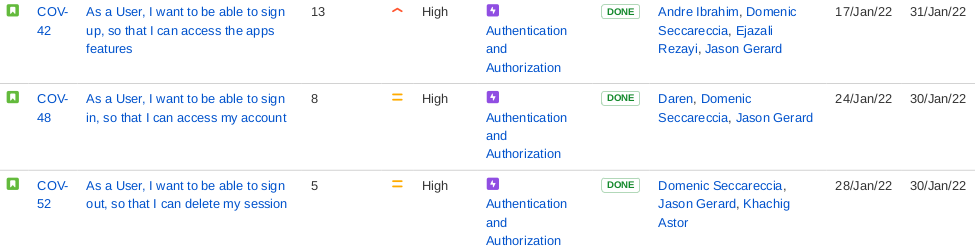 COV-
42
As a User, I want to be able to sign
up, so that I can access the apps
features
13
High
Authentication
and
Authorization
DONE
Andre Ibrahim, Domenic
Seccareccia, Ejazali
Rezayi, Jason Gerard
17/Jan/22
31/Jan/22
COV-
48
As a User, I want to be able to sign
in, so that I can access my account
8
High
Authentication
and
Authorization
DONE
Daren, Domenic
Seccareccia, Jason Gerard
24/Jan/22
30/Jan/22
COV-
52
As a User, I want to be able to sign
out, so that I can delete my session
5
High
Authentication
and
Authorization
DONE
Domenic Seccareccia,
Jason Gerard, Khachig
Astor
28/Jan/22
30/Jan/22